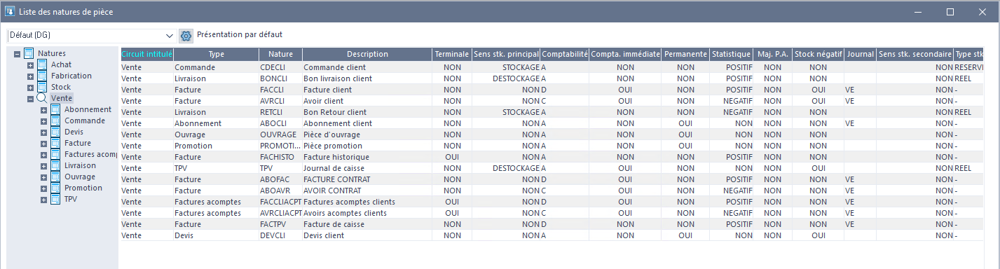 Liste des natures de pièce
Défaut (DG) Présentation par défaut
Natures
Achat
Fabrication
Stock
Vente
Abonnement
Commande
Devis
Facture
Factures acomp
Livraison
Ouvrage
Promotion
TPV
Circuit intitulé Type Nature Description Terminale Sens stk. principal Comptabilité Compta. immédiate Permanente Statistique Maj. P.A. Stock négatif Journal Sens stk. secondaire Type stk
Vente Commande CDECLI Commande client NON STOCKAGE A NON NON POSITIF NON NON NON RESERVE
Vente Livraison BONCLI Bon livraison client NON DESTOCKAGE A NON NON POSITIF NON NON NON REEL
Vente Facture FACCLI Facture client NON NON D OUI NON POSITIF NON OUI VE NON -
Vente Facture AVRCLI Avoir client NON NON C OUI NON NEGATIF NON OUI VE NON -
Vente Livraison RETCLI Bon Retour client NON STOCKAGE A NON NON NEGATIF NON NON NON REEL
Vente Abonnement ABOCLI Abonnement client NON NON A NON OUI NON NON NON VE NON -
Vente Ouvrage OUVRAGE Pièce d'ouvrage NON NON A NON OUI NON NON NON NON -
Vente Promotion PROMOTI... Pièce promotion NON NON A NON OUI NON NON NON NON -
Vente Facture FACHISTO Facture historique OUI NON A NON NON POSITIF NON NON NON -
Vente TPV TPV Journal de caisse NON DESTOCKAGE A OUI NON NON NON OUI NON REEL
Vente Facture ABOFAC FACTURE CONTRAT NON NON D OUI NON POSITIF NON NON VE NON -
Vente Facture ABOAVR AVOIR CONTRAT NON NON C OUI NON NEGATIF NON NON VE NON -
Vente Factures acomptes FACCLIACPT Factures acomptes clients OUI NON D OUI NON POSITIF NON NON VE NON -
Vente Factures acomptes AVRCLIACPT Avoirs acomptes clients OUI NON C OUI NON NEGATIF NON NON VE NON -
Vente Facture FACTPV Facture de caisse NON NON D NON NON POSITIF NON NON VE NON -
Vente Devis DEVCLI Devis client NON NON A NON OUI NON NON OUI NON -